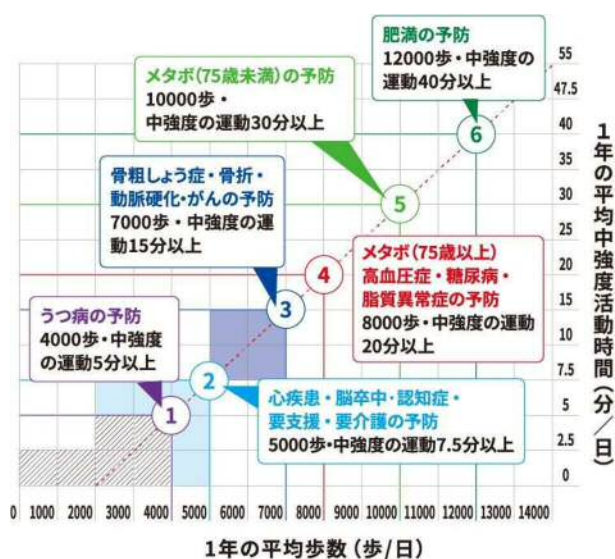 肥満の予防
12000歩・中強度の
運動40分以上
メタボ(75歳未満)の予防
10000歩・
中強度の運動30分以上
骨粗しょう症・骨折・
動脈硬化・がんの予防
7000歩・中強度の運
動15分以上
メタボ(75歳以上)
高血圧症・糖尿病・
脂質異常症の予防
8000歩・中強度の運動
20分以上
うつ病の予防
4000歩・中強度
の運動5分以上
心疾患・脳卒中・認知症・
要支援・要介護の予防
5000歩・中強度の運動7.5分以上
6
5
4
3
2
1
55
47.5
40
35
30
25
20
15
10
7.5
5
2.5
0
1年の平均中強度活動時間(分/日)
0 1000 2000 3000 4000 5000 6000 7000 8000 9000 10000 11000 12000 13000 14000
1年の平均歩数(歩/日)